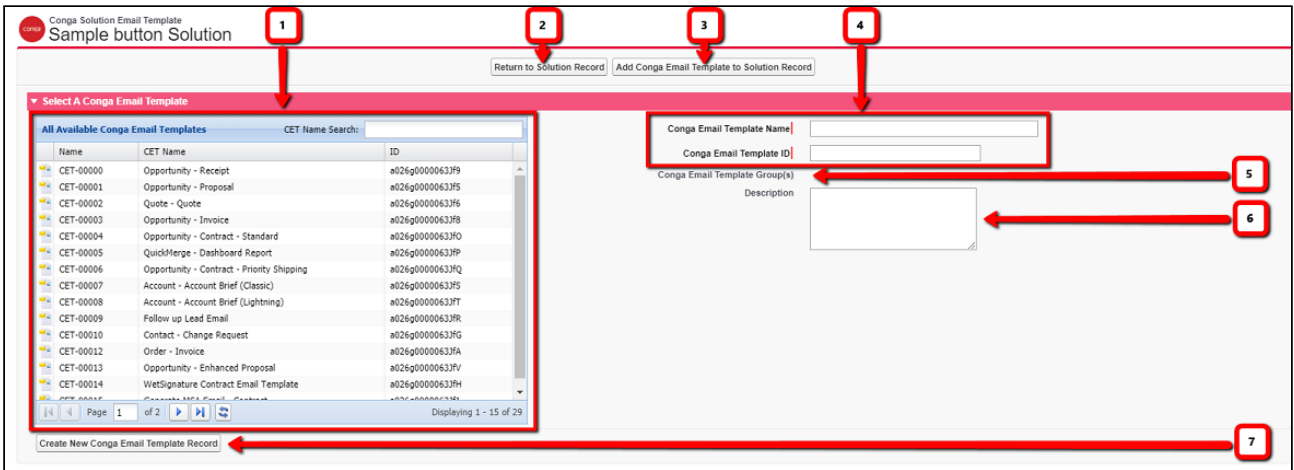 conga
Conga Solution Email Template
Sample button Solution
1
2
3
4
Return to Solution Record
Add Conga Email Template to Solution Record
Select A Conga Email Template
All Available Conga Email Templates CET Name Search:
Name CET Name ID
CET-00000 Opportunity - Receipt a026g0000063Jf9
CET-00001 Opportunity - Proposal a026g0000063Jf5
CET-00002 Quote - Quote a026g0000063Jf6
CET-00003 Opportunity - Invoice a026g0000063Jf8
CET-00004 Opportunity - Contract - Standard a026g0000063JfO
CET-00005 QuickMerge - Dashboard Report a026g0000063JfP
CET-00006 Opportunity - Contract - Priority Shipping a026g0000063JfQ
CET-00007 Account - Account Brief (Classic) a026g0000063JfS
CET-00008 Account - Account Brief (Lightning) a026g0000063JfT
CET-00009 Follow up Lead Email a026g0000063JfR
CET-00010 Contact - Change Request a026g0000063JfG
CET-00012 Order - Invoice a026g0000063JfA
CET-00013 Opportunity - Enhanced Proposal a026g0000063JfV
CET-00014 WetSignature Contract Email Template a026g0000063JfH
Page 1 of 2 Displaying 1 - 15 of 29
Conga Email Template Name
Conga Email Template ID
Conga Email Template Group(s)
5
Description
6
Create New Conga Email Template Record
7